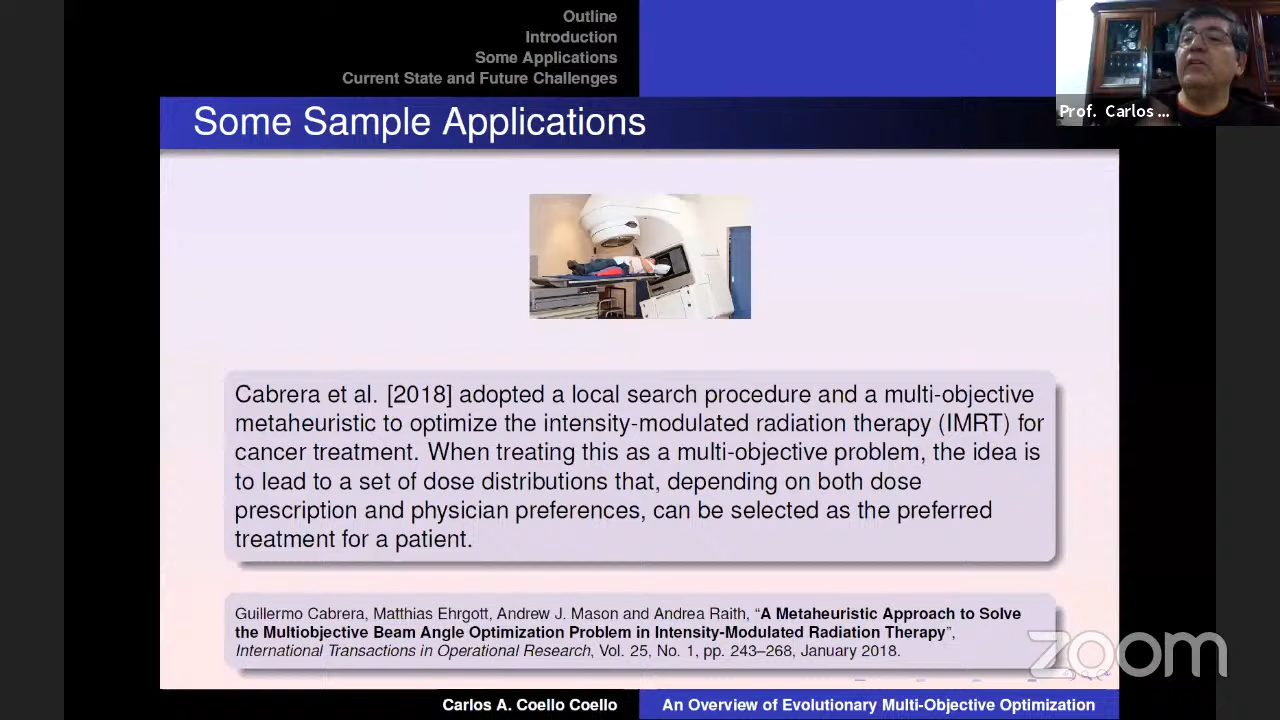 Outline
Introduction
Some Applications
Current State and Future Challenges
Prof. Carlos ...
Some Sample Applications
Cabrera et al. [2018] adopted a local search procedure and a multi-objective
metaheuristic to optimize the intensity-modulated radiation therapy (IMRT) for
cancer treatment. When treating this as a multi-objective problem, the idea is
to lead to a set of dose distributions that, depending on both dose
prescription and physician preferences, can be selected as the preferred
treatment for a patient.
Guillermo Cabrera, Matthias Ehrgott, Andrew J. Mason and Andrea Raith, “A Metaheuristic Approach to Solve
the Multiobjective Beam Angle Optimization Problem in Intensity-Modulated Radiation Therapy”,
International Transactions in Operational Research, Vol. 25, No. 1, pp. 243–268, January 2018.
zoom
Carlos A. Coello Coello
An Overview of Evolutionary Multi-Objective Optimization